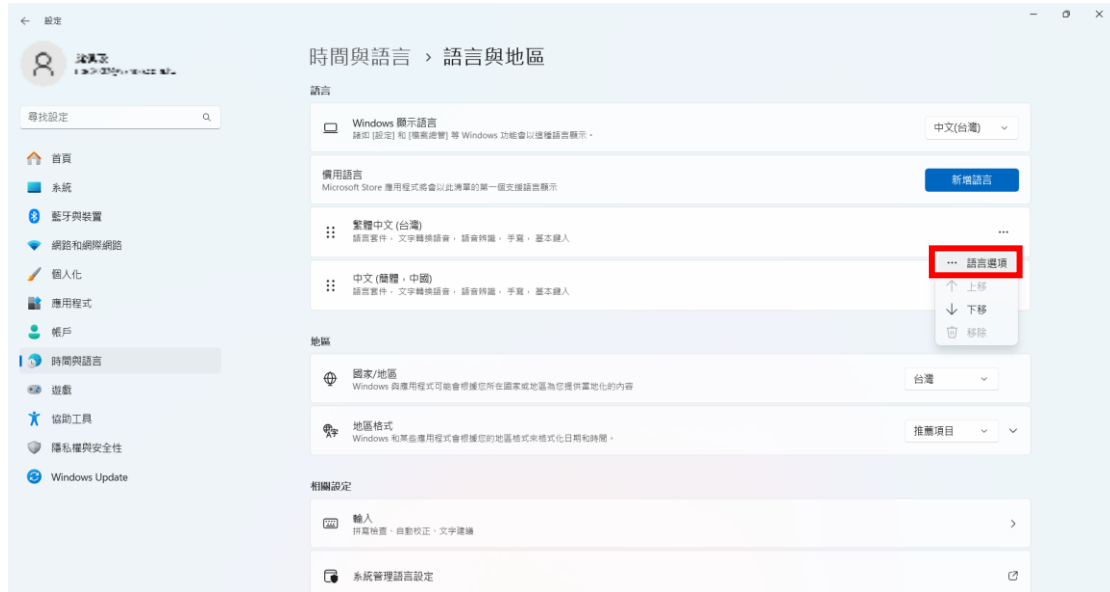 設定
時間與語言 › 語言與地區
尋找設定
首頁
系統
藍牙與裝置
網路和網際網路
個人化
應用程式
帳戶
時間與語言
遊戲
協助工具
隱私權與安全性
Windows Update
語言
Windows 顯示語言
諸如 [設定] 和 [檔案總管] 等 Windows 功能會以這種語言顯示。
中文(台灣)
慣用語言
Microsoft Store 應用程式將會以此清單的第一個支援語言顯示
新增語言
繁體中文 (台灣)
語言套件、文字轉換語音、語音辨識、手寫、基本鍵入
中文 (簡體，中國)
語言套件、文字轉換語音、語音辨識、手寫、基本鍵入
語言選項
上移
下移
移除
地區
國家/地區
Windows 與應用程式可能會根據您所在國家或地區為您提供當地化的內容
台灣
地區格式
Windows 和某些應用程式會根據您的地區格式來格式化日期和時間。
推薦項目
相關設定
輸入
拼寫檢查、自動校正、文字建議
系統管理語言設定